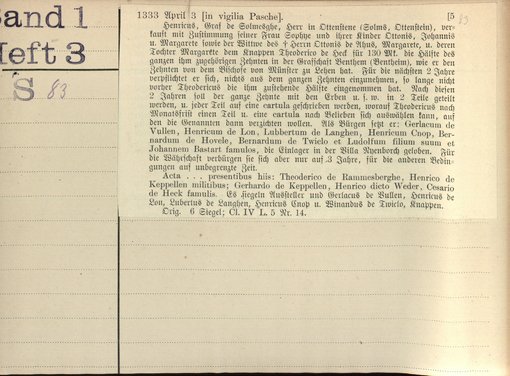 Band 1
Heft 3
S 83
1333 April 3 [in vigilia Pasche]. [5
Henricus, Graf de Solmesghe, Herr in Ottenstene (Solms, Ottenstein), ver-
kauft mit Zustimmung seiner Frau Sophye und ihrer Kinder Ottonis, Johannis
u. Margarete sowie der Witwe des † Herrn Ottonis de Ahus, Margarete, u. deren
Tochter Margarete dem Knappen Theoderico de Heck für 130 Mk. die Hälfte des
ganzen ihm zugehörigen Zehnten in der Grafschaft Benthem (Bentheim), wie er den
Zehnten von dem Bischofe von Münster zu Lehen hat. Für die nächsten 2 Jahre
verpflichtet er sich, nichts aus dem ganzen Zehnten einzunehmen, so lange nicht
vorher Theodericus die ihm zustehende Hälfte eingenommen hat. Nach diesen
2 Jahren soll der ganze Zehnte mit den Erben u. s. w. in 2 Teile geteilt
werden, u. jeder Teil auf eine cartula geschrieben werden, worauf Theodericus nach
Monatsfrist einen Teil u. eine cartula nach Belieben sich auswählen kann, auf
den die Genannten dann verzichten wollen. Als Bürgen setzt er: Gerlacum de
Vullen, Henricum de Lon, Lubbertum de Langhen, Henricum Cnop, Ber-
nardum de Hovele, Bernardum de Twielo et Ludolfum filium suum et
Johannem Bastart famulos, die Einlager in der Villa Nyenborch geloben. Für
die Währschaft verbürgen sie sich aber nur auf 3 Jahre, für die anderen Bedin-
gungen auf unbegrenzte Zeit.
Acta . . . presentibus hiis: Theoderico de Rammesberghe, Henrico de
Keppellen militibus; Gerhardo de Keppellen, Henrico dicto Weder, Cesario
de Heck famulis. Es siegeln Aussteller und Gerlacus de Vullen, Henricus de
Lon, Lubertus de Langhen, Henricus Cnop u. Winandus de Twielo, Knappen.
Orig. 6 Siegel; Cl. IV L. 5 Nr. 14.